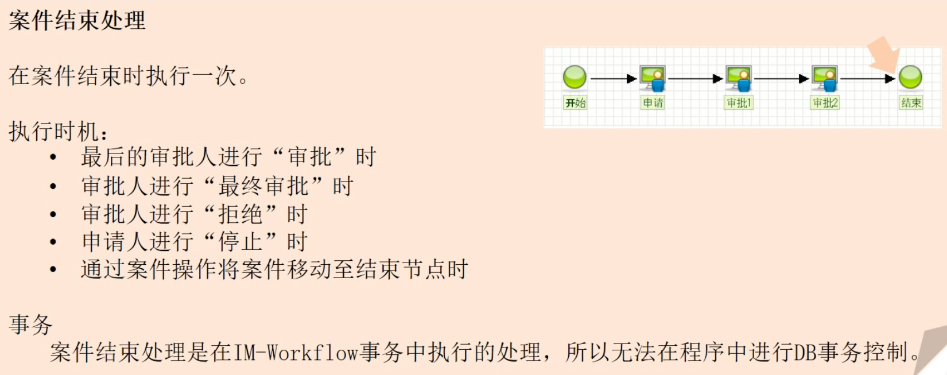 案件结束处理
在案件结束时执行一次。
开始
申请
审批1
审批2
结束
执行时机：
• 最后的审批人进行“审批”时
• 审批人进行“最终审批”时
• 审批人进行“拒绝”时
• 申请人进行“停止”时
• 通过案件操作将案件移动至结束节点时
事务
案件结束处理是在IM-Workflow事务中执行的处理，所以无法在程序中进行DB事务控制。